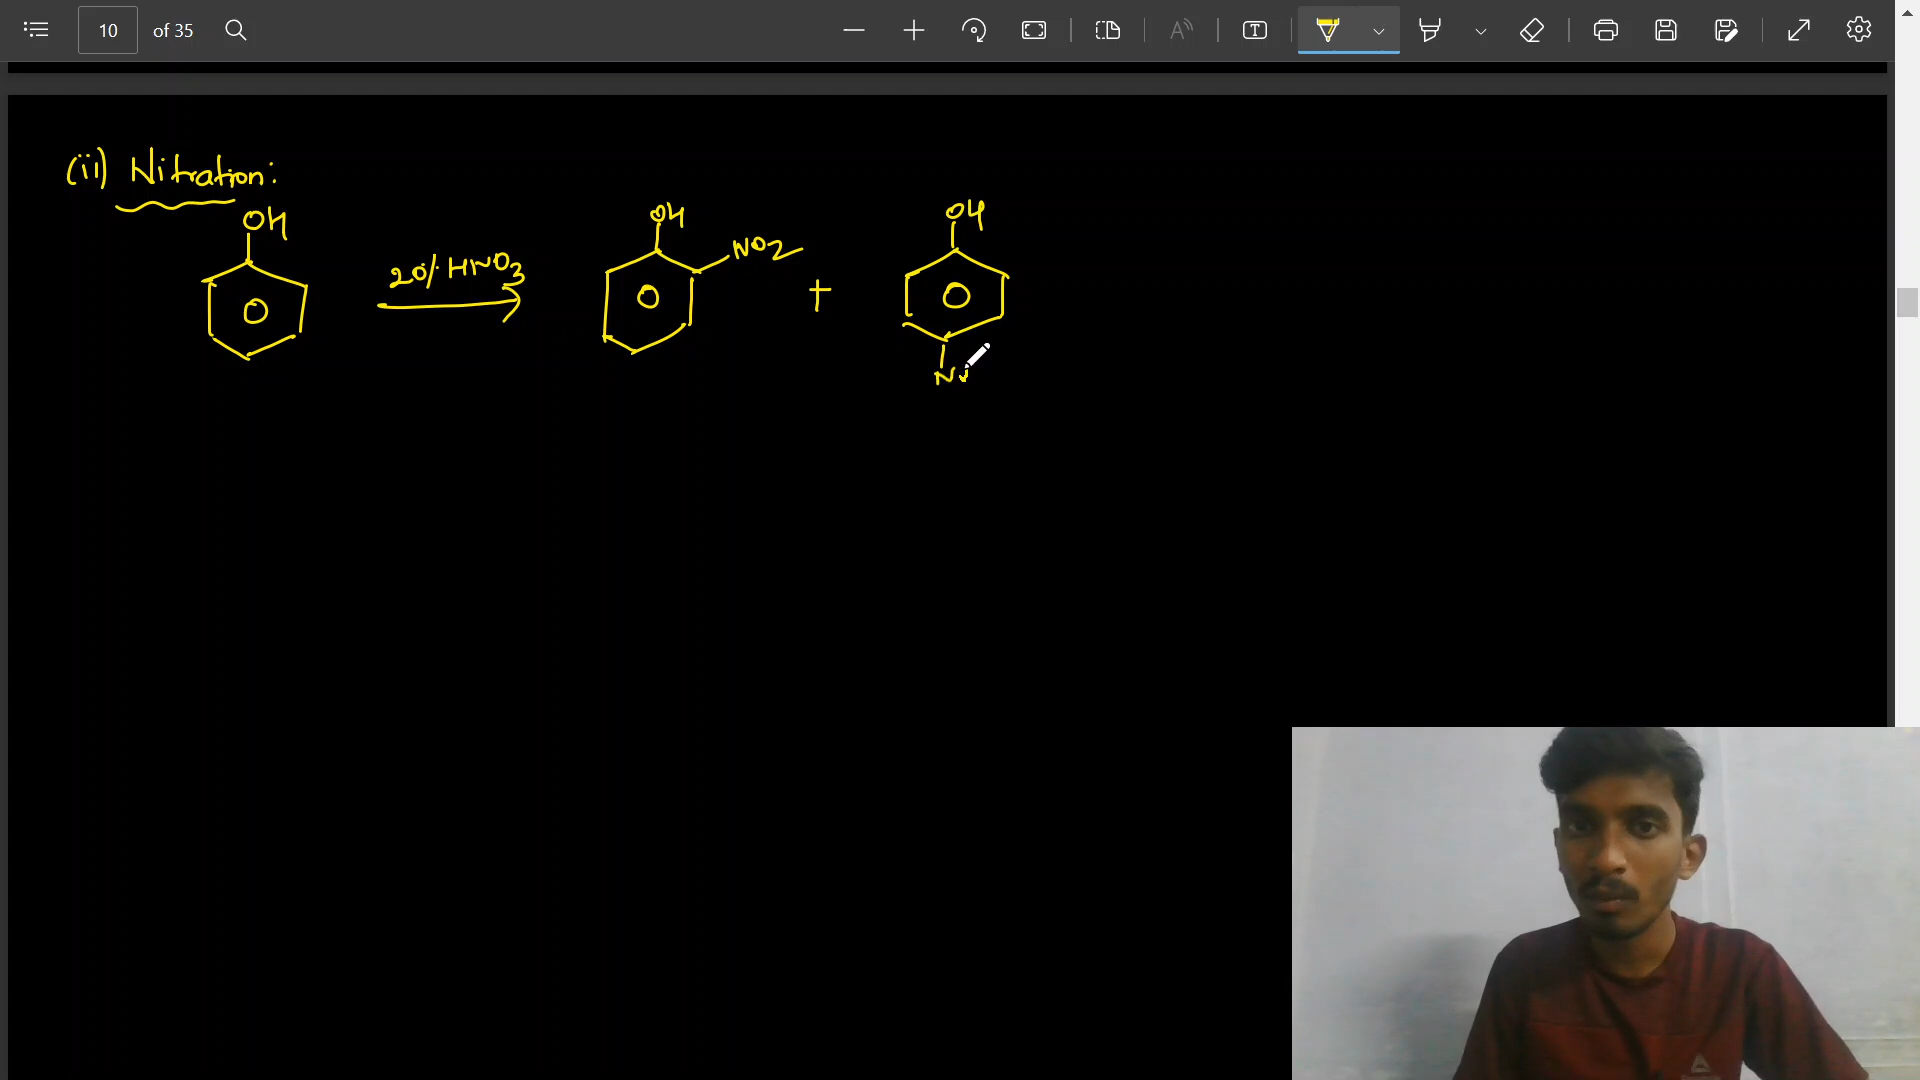 10 of 35
(ii) Nitration:
OH
20% HNO3
OH
NO2
+
OH
N